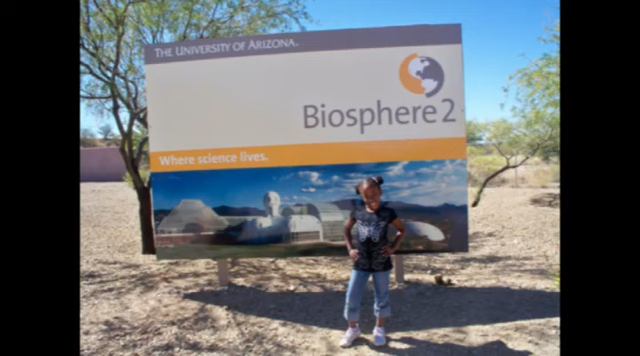 THE UNIVERSITY OF ARIZONA.
Biosphere 2
Where science lives.